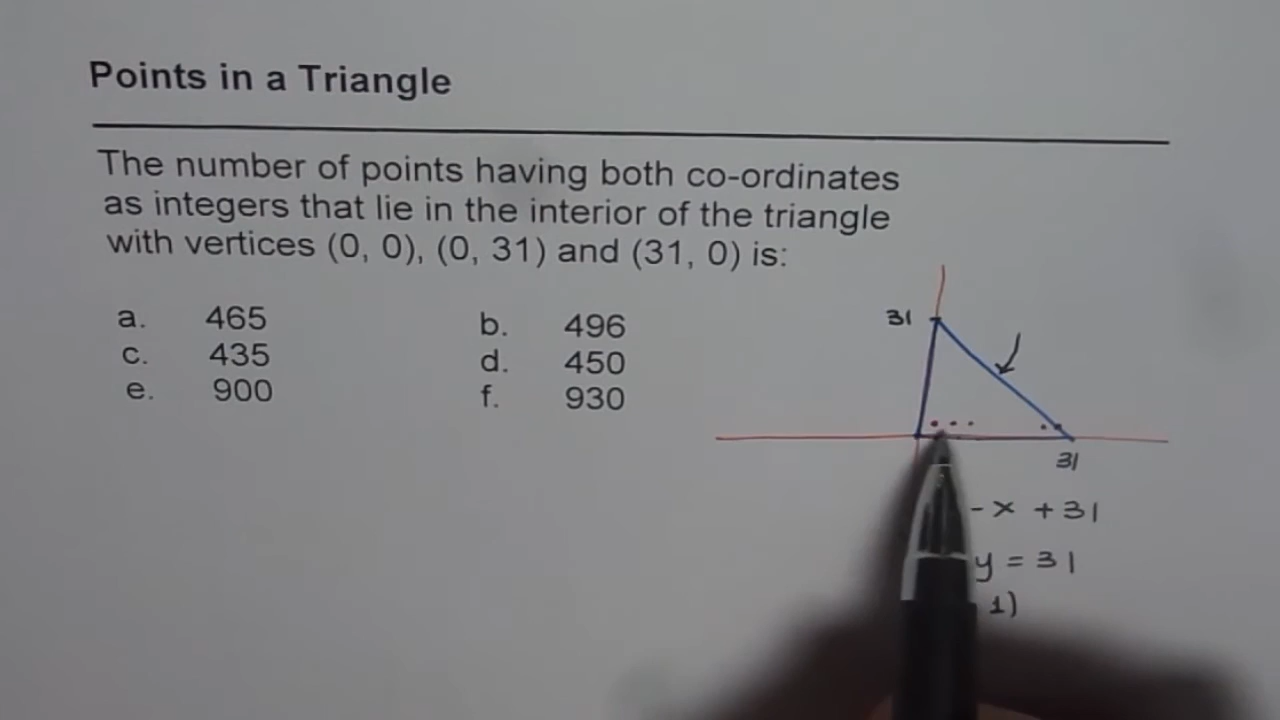 Points in a Triangle
The number of points having both co-ordinates
as integers that lie in the interior of the triangle
with vertices (0, 0), (0, 31) and (31, 0) is:
a. 465 b. 496
c. 435 d. 450
e. 900 f. 930
31
31
- x + 31
y = 31
1)